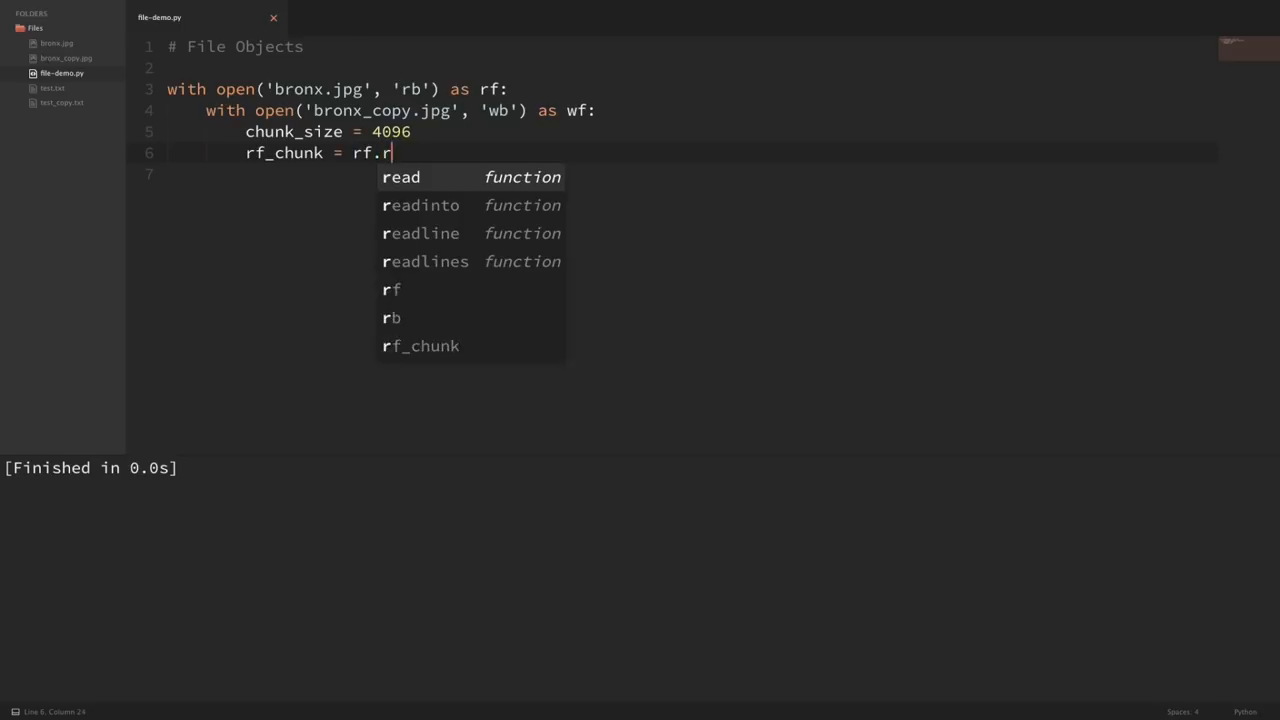 FOLDERS
Files
bronx.jpg
bronx_copy.jpg
file-demo.py
test.txt
test_copy.txt
file-demo.py ×
1 # File Objects
2
3 with open('bronx.jpg', 'rb') as rf:
4 with open('bronx_copy.jpg', 'wb') as wf:
5 chunk_size = 4096
6 rf_chunk = rf.r
7
read function
readinto function
readline function
readlines function
rf
rb
rf_chunk
[Finished in 0.0s]
Line 6, Column 24
Spaces: 4
Python